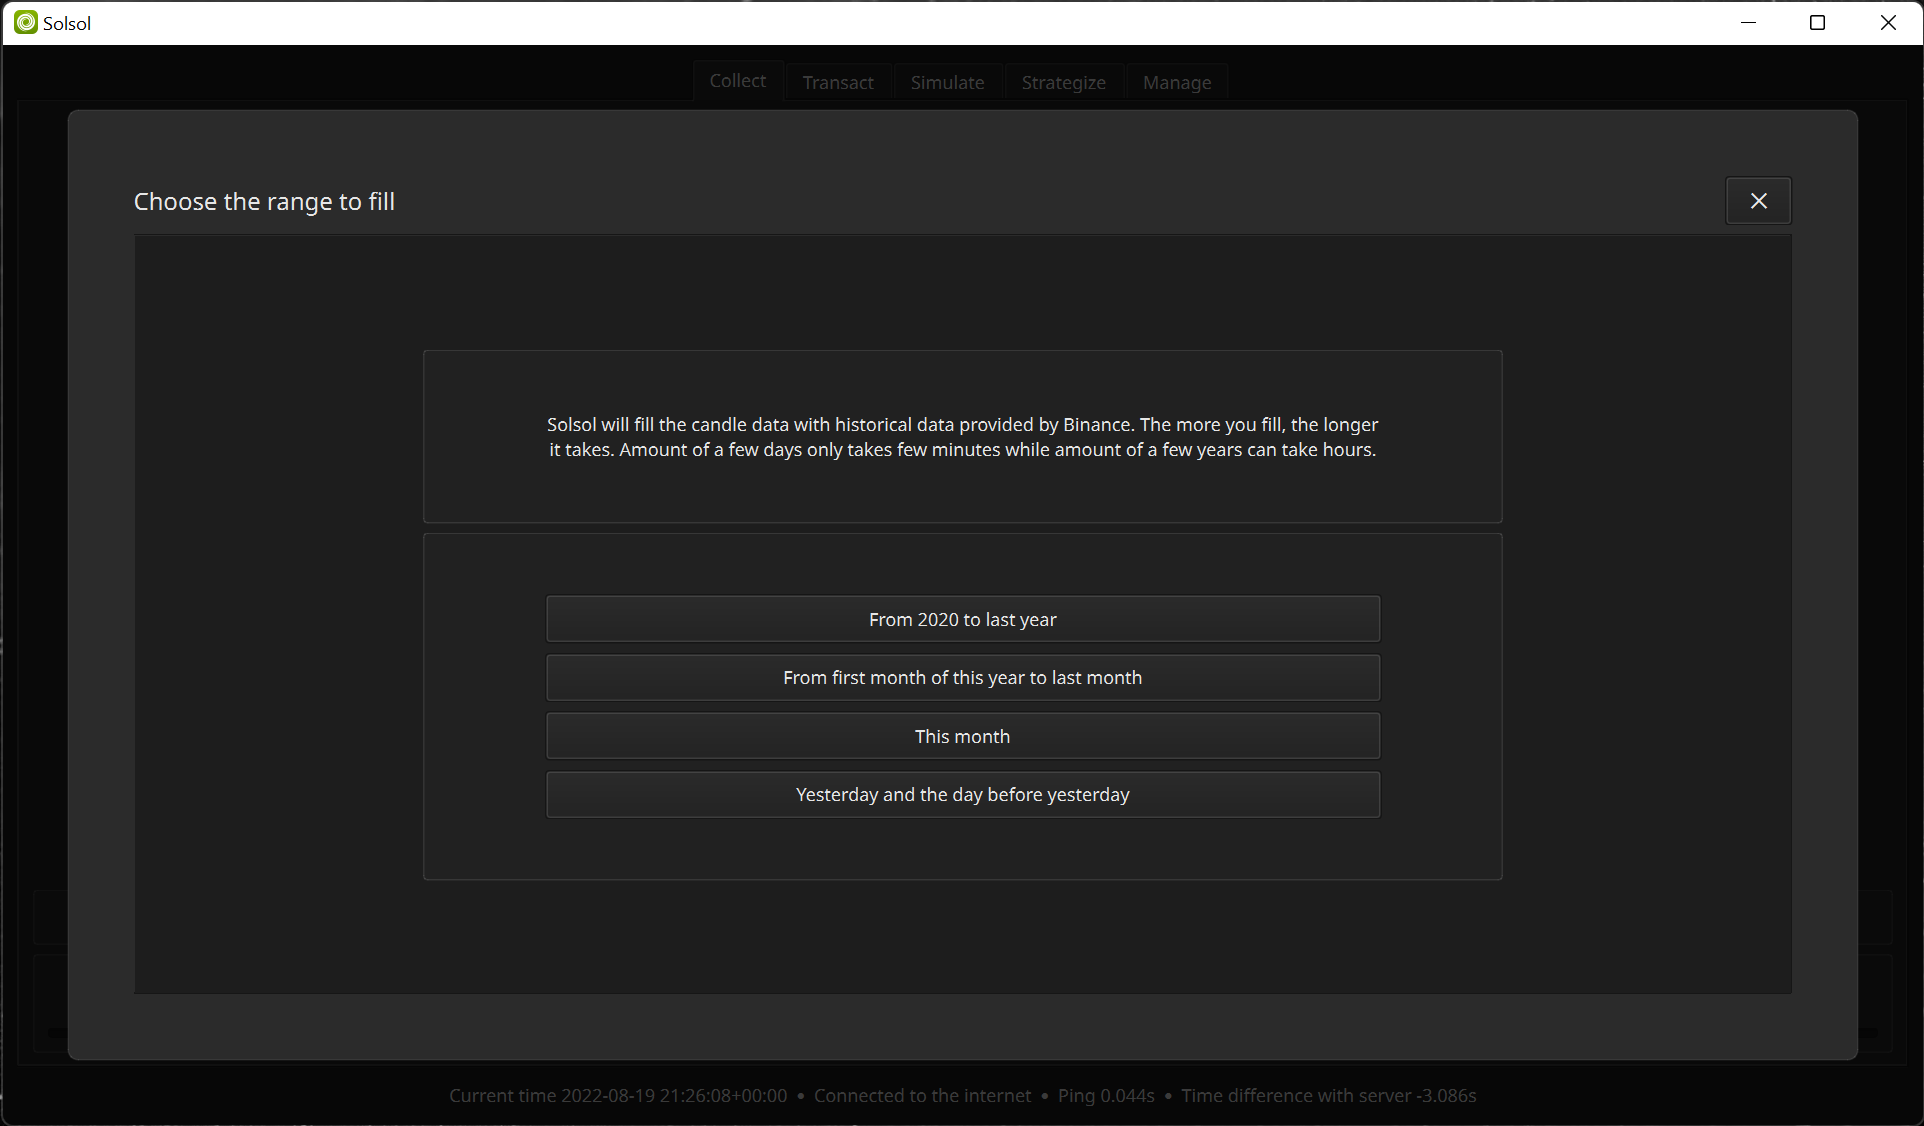 Solsol
Collect
Transact
Simulate
Strategize
Manage
Choose the range to fill
Solsol will fill the candle data with historical data provided by Binance. The more you fill, the longer
it takes. Amount of a few days only takes few minutes while amount of a few years can take hours.
From 2020 to last year
From first month of this year to last month
This month
Yesterday and the day before yesterday
Current time 2022-08-19 21:26:08+00:00 • Connected to the internet • Ping 0.044s • Time difference with server -3.086s